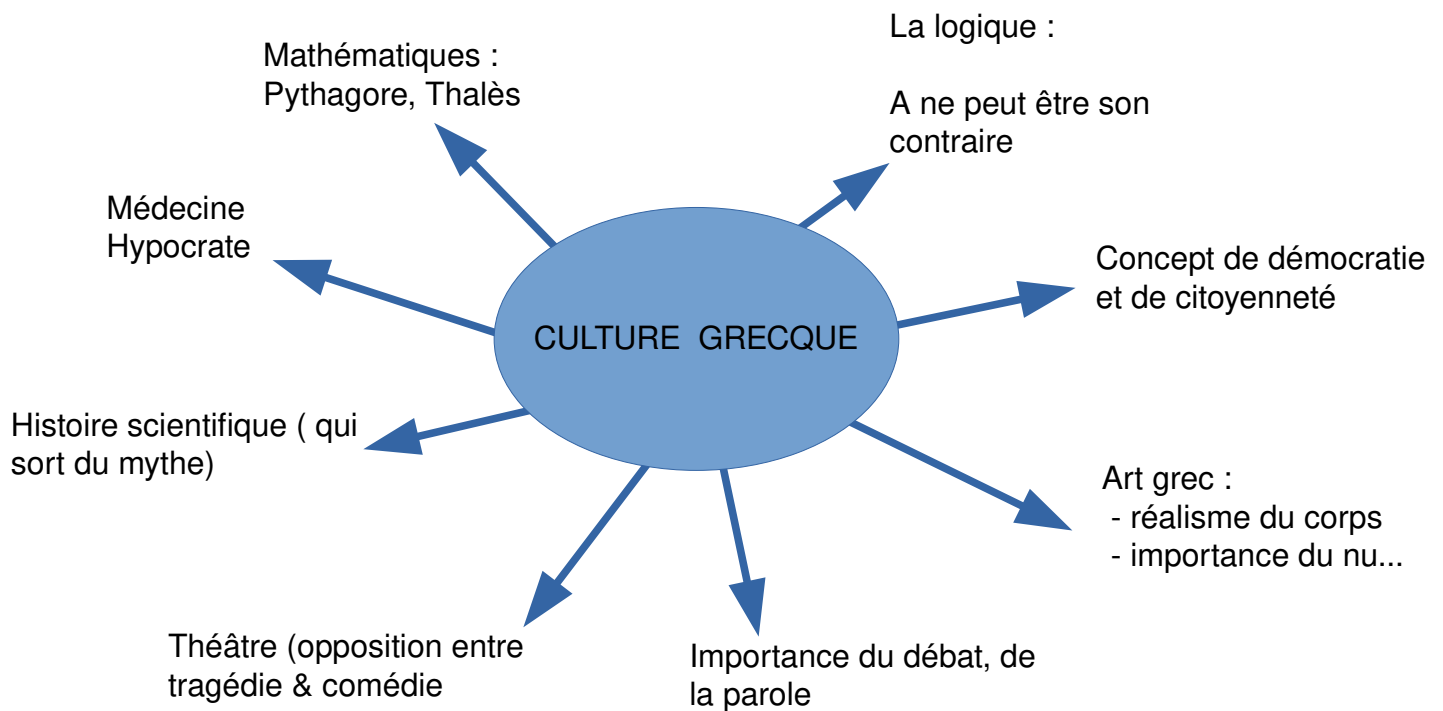 La logique :
A ne peut être son
contraire
Mathématiques :
Pythagore, Thalès
Médecine
Hypocrate
Concept de démocratie
et de citoyenneté
CULTURE GRECQUE
Histoire scientifique ( qui
sort du mythe)
Art grec :
- réalisme du corps
- importance du nu...
Théâtre (opposition entre
tragédie & comédie
Importance du débat, de
la parole